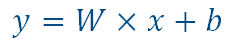 y = W × x + b